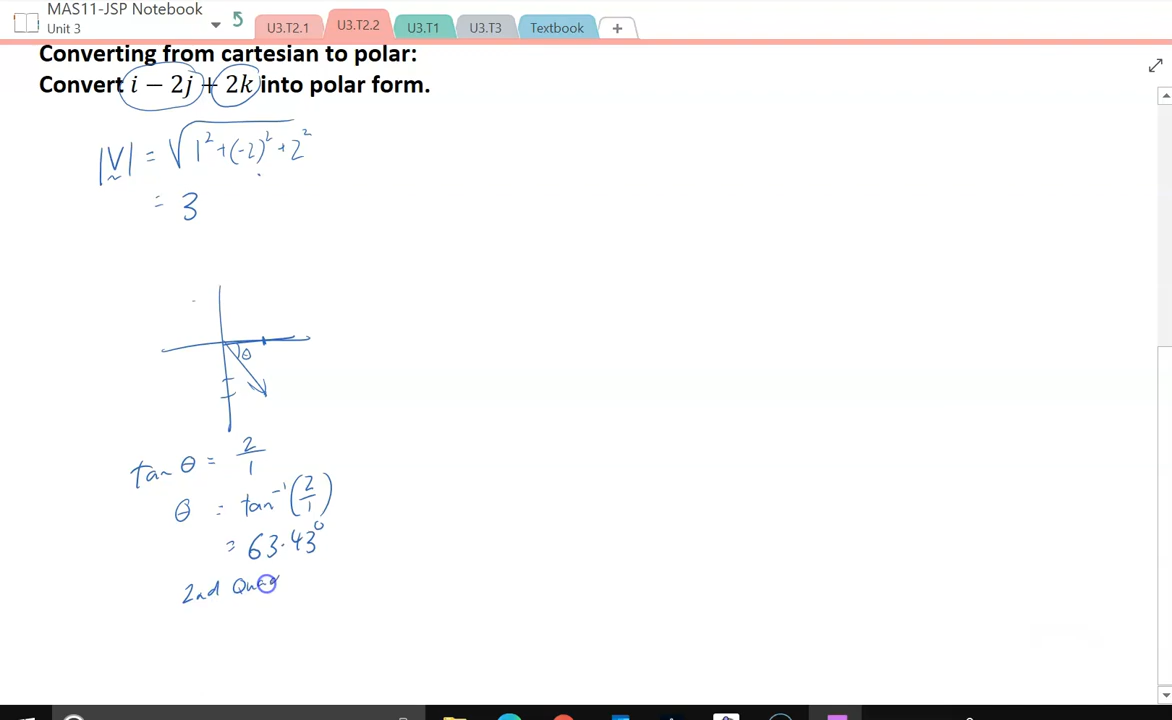 MAS11-JSP Notebook
Unit 3
U3.T2.1
U3.T2.2
U3.T1
U3.T3
Textbook
+
Converting from cartesian to polar:
Convert i − 2j + 2k into polar form.
|V| = √(1² + (-2)² + 2²)
= 3
θ
tan θ = 2/1
θ = tan⁻¹(2/1)
= 63.43°
2nd Quad